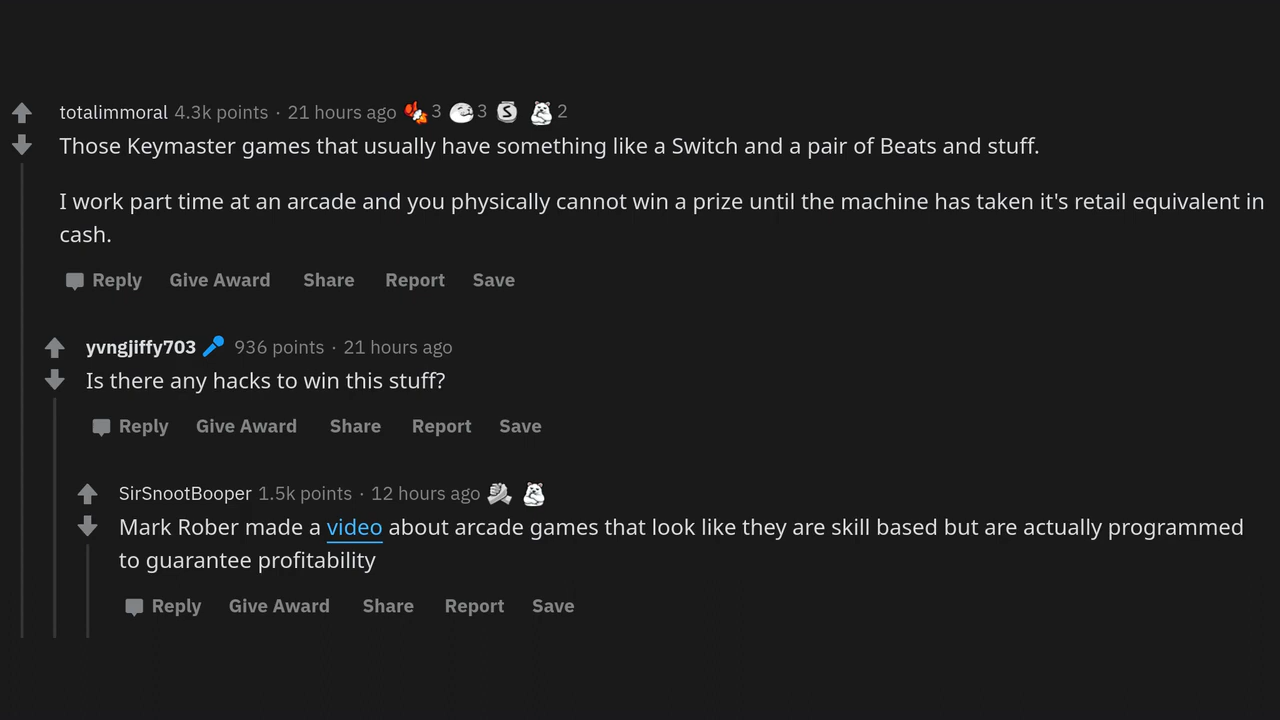 totalimmoral 4.3k points · 21 hours ago 3 3 S 2
Those Keymaster games that usually have something like a Switch and a pair of Beats and stuff.
I work part time at an arcade and you physically cannot win a prize until the machine has taken it's retail equivalent in
cash.
Reply Give Award Share Report Save
yvngjiffy703 936 points · 21 hours ago
Is there any hacks to win this stuff?
Reply Give Award Share Report Save
SirSnootBooper 1.5k points · 12 hours ago
Mark Rober made a video about arcade games that look like they are skill based but are actually programmed
to guarantee profitability
Reply Give Award Share Report Save